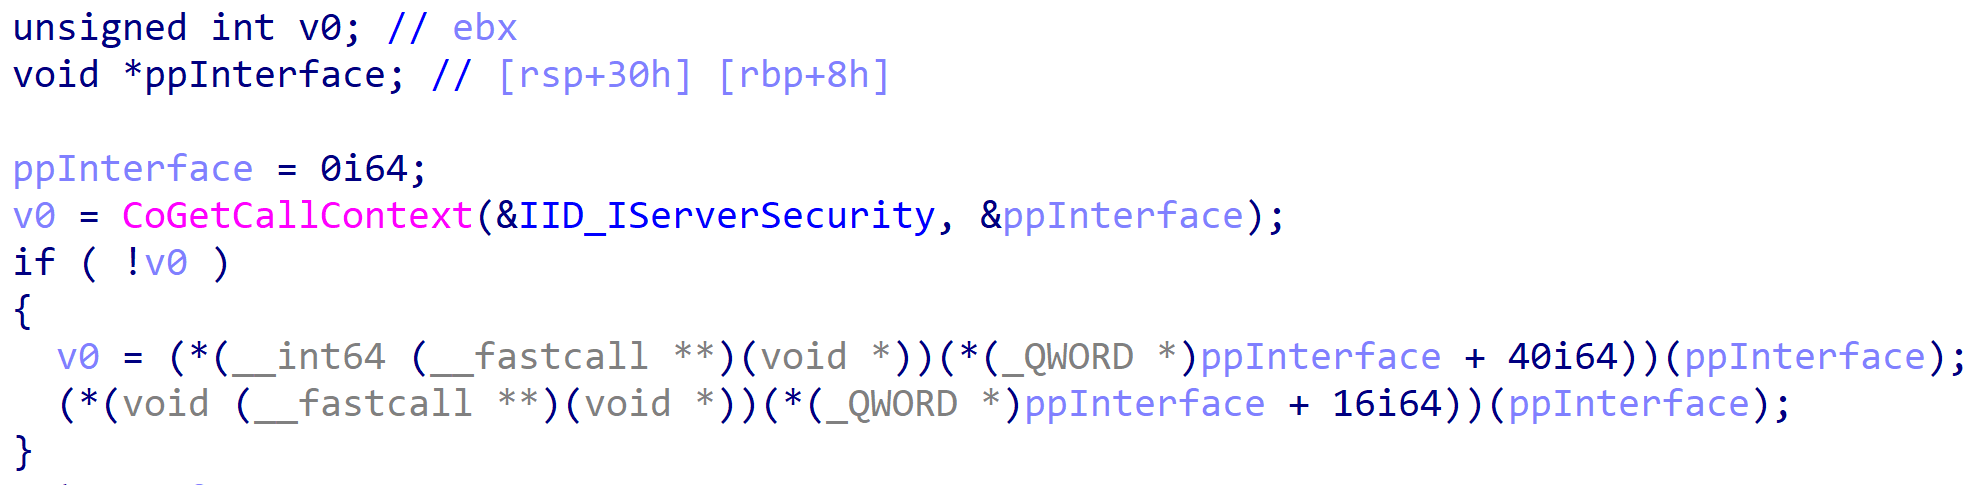 unsigned int v0; // ebx
void *ppInterface; // [rsp+30h] [rbp+8h]
ppInterface = 0i64;
v0 = CoGetCallContext(&IID_IServerSecurity, &ppInterface);
if ( !v0 )
{
v0 = (*(__int64 (__fastcall **)(void *))(*(_QWORD *)ppInterface + 40i64))(ppInterface);
(*(void (__fastcall **)(void *))(*(_QWORD *)ppInterface + 16i64))(ppInterface);
}